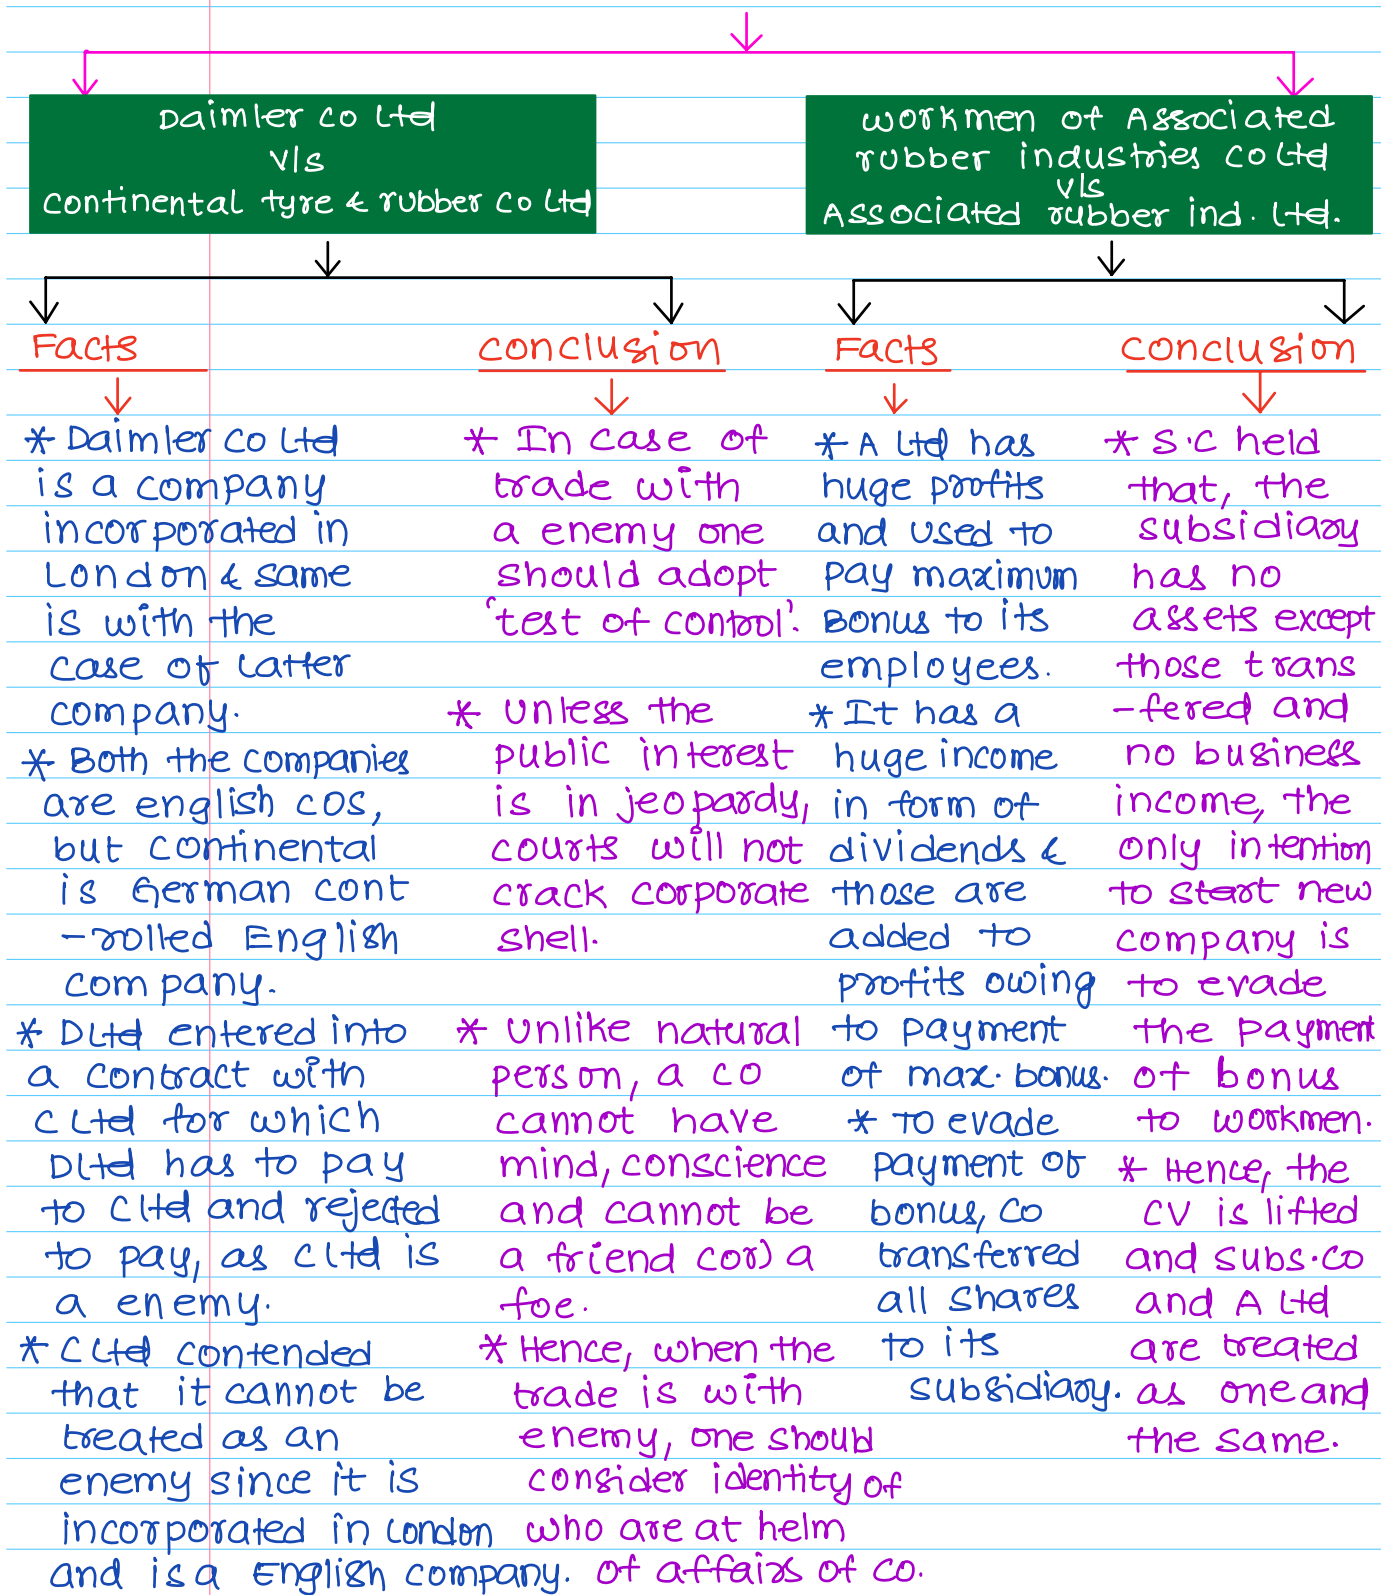 Daimler co Ltd
v/s
continental tyre & rubber co Ltd
Facts
* Daimler co Ltd
is a company
incorporated in
London & same
is with the
case of latter
company.
* Both the companies
are english cos,
but continental
is German cont
-rolled English
company.
* DLtd entered into
a contract with
C Ltd for which
DLtd has to pay
to CLtd and rejected
to pay, as CLtd is
a enemy.
* CLtd contended
that it cannot be
treated as an
enemy since it is
incorporated in London
and is a English company.
conclusion
* In case of
trade with
a enemy one
should adopt
'test of control'.
* unless the
public interest
is in jeopardy,
courts will not
crack corporate
shell.
* unlike natural
person, a co
cannot have
mind, conscience
and cannot be
a friend (or) a
foe.
* Hence, when the
trade is with
enemy, one shoud
consider identity of
who are at helm
of affairs of co.
workmen of Associated
rubber industries co Ltd
v/s
Associated rubber ind. Ltd.
Facts
* A Ltd has
huge profits
and used to
pay maximum
Bonus to its
employees.
* It has a
huge income
in form of
dividends &
those are
added to
profits owing
to payment
of max. bonus.
* To evade
payment of
bonus, co
transferred
all shares
to its
subsidiary.
conclusion
* S.C held
that, the
subsidiary
has no
assets except
those trans
-fered and
no business
income, the
only intention
to start new
company is
to evade
the payment
of bonus
to workmen.
* Hence, the
CV is lifted
and subs.co
and A Ltd
are treated
as one and
the same.